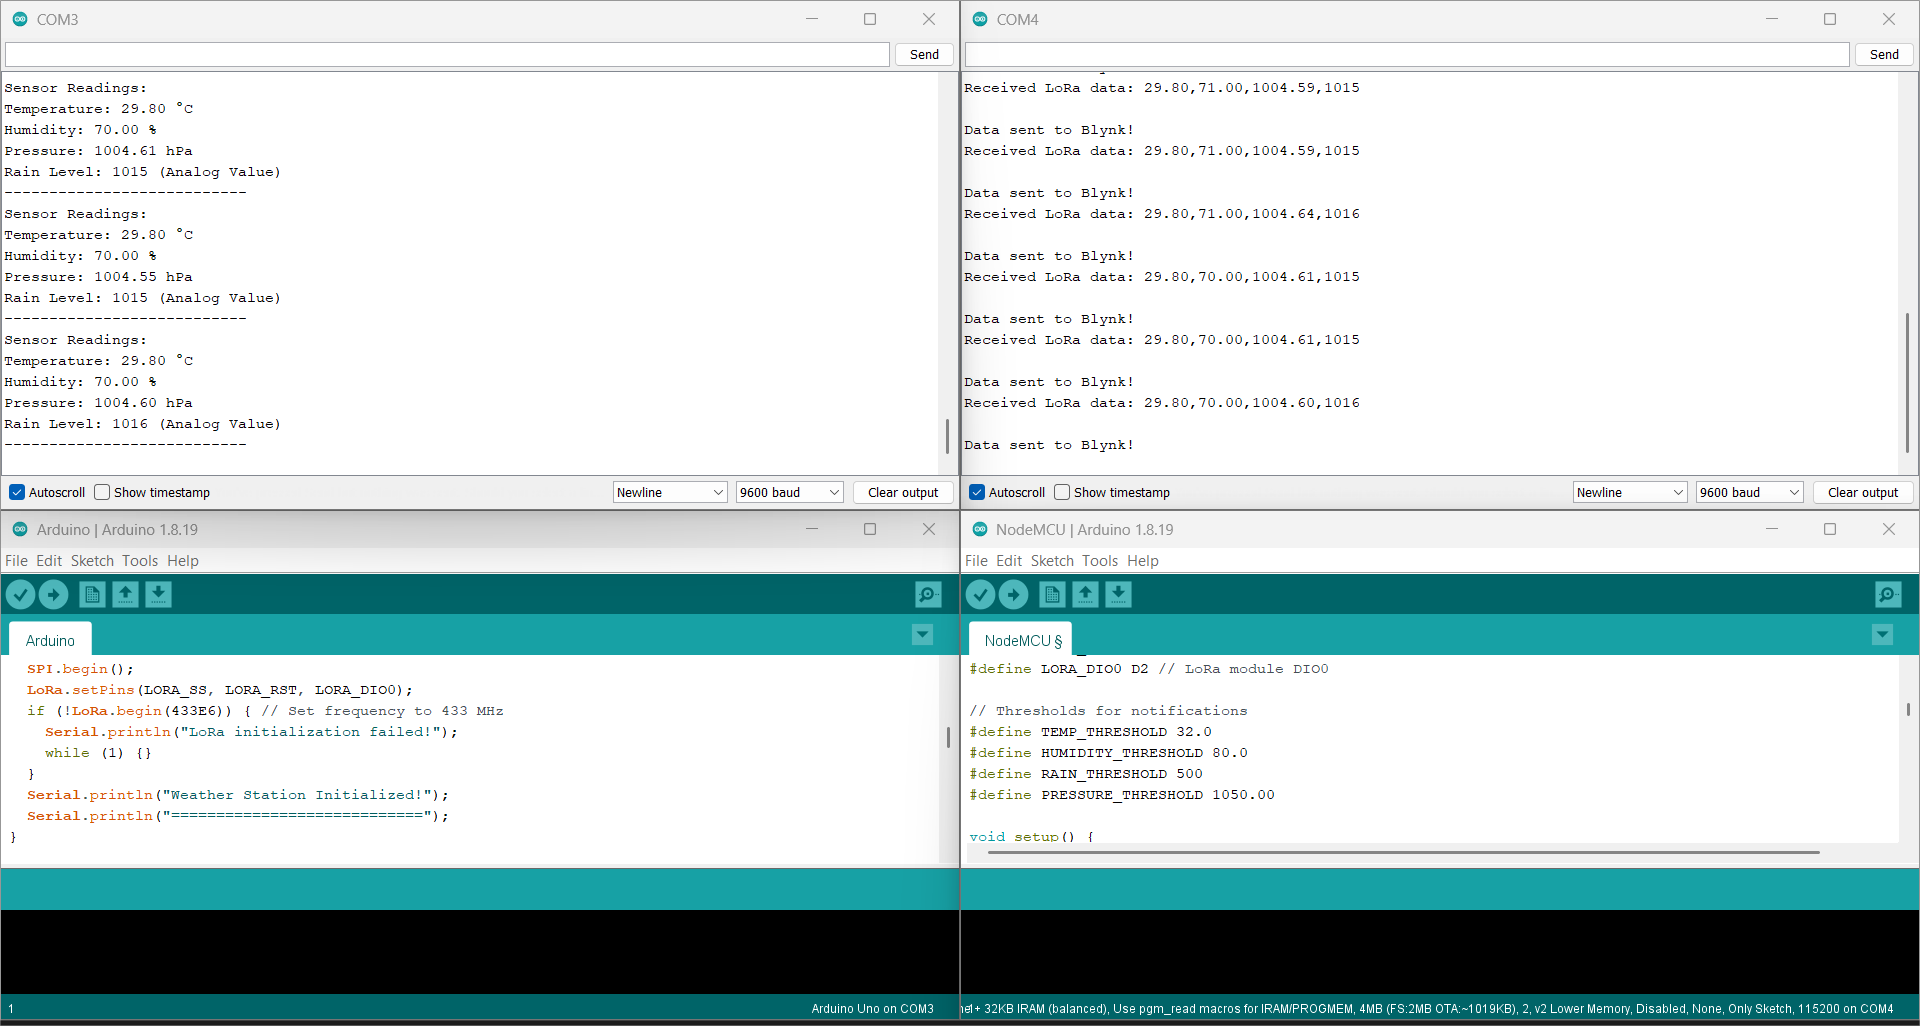 COM3
Send
Sensor Readings:
Temperature: 29.80 °C
Humidity: 70.00 %
Pressure: 1004.61 hPa
Rain Level: 1015 (Analog Value)
---------------------------
Sensor Readings:
Temperature: 29.80 °C
Humidity: 70.00 %
Pressure: 1004.55 hPa
Rain Level: 1015 (Analog Value)
---------------------------
Sensor Readings:
Temperature: 29.80 °C
Humidity: 70.00 %
Pressure: 1004.60 hPa
Rain Level: 1016 (Analog Value)
---------------------------
Autoscroll Show timestamp Newline 9600 baud Clear output
COM4
Send
Received LoRa data: 29.80,71.00,1004.59,1015
Data sent to Blynk!
Received LoRa data: 29.80,71.00,1004.59,1015
Data sent to Blynk!
Received LoRa data: 29.80,71.00,1004.64,1016
Data sent to Blynk!
Received LoRa data: 29.80,70.00,1004.61,1015
Data sent to Blynk!
Received LoRa data: 29.80,70.00,1004.61,1015
Data sent to Blynk!
Received LoRa data: 29.80,70.00,1004.60,1016
Data sent to Blynk!
Autoscroll Show timestamp Newline 9600 baud Clear output
Arduino | Arduino 1.8.19
File Edit Sketch Tools Help
Arduino
SPI.begin();
LoRa.setPins(LORA_SS, LORA_RST, LORA_DIO0);
if (!LoRa.begin(433E6)) { // Set frequency to 433 MHz
Serial.println("LoRa initialization failed!");
while (1) {}
}
Serial.println("Weather Station Initialized!");
Serial.println("============================");
}
1 Arduino Uno on COM3
NodeMCU | Arduino 1.8.19
File Edit Sketch Tools Help
NodeMCU §
#define LORA_DIO0 D2 // LoRa module DIO0
// Thresholds for notifications
#define TEMP_THRESHOLD 32.0
#define HUMIDITY_THRESHOLD 80.0
#define RAIN_THRESHOLD 500
#define PRESSURE_THRESHOLD 1050.00
void setup() {
+ 32KB IRAM (balanced), Use pgm_read macros for IRAM/PROGMEM, 4MB (FS:2MB OTA:~1019KB), 2, v2 Lower Memory, Disabled, None, Only Sketch, 115200 on COM4